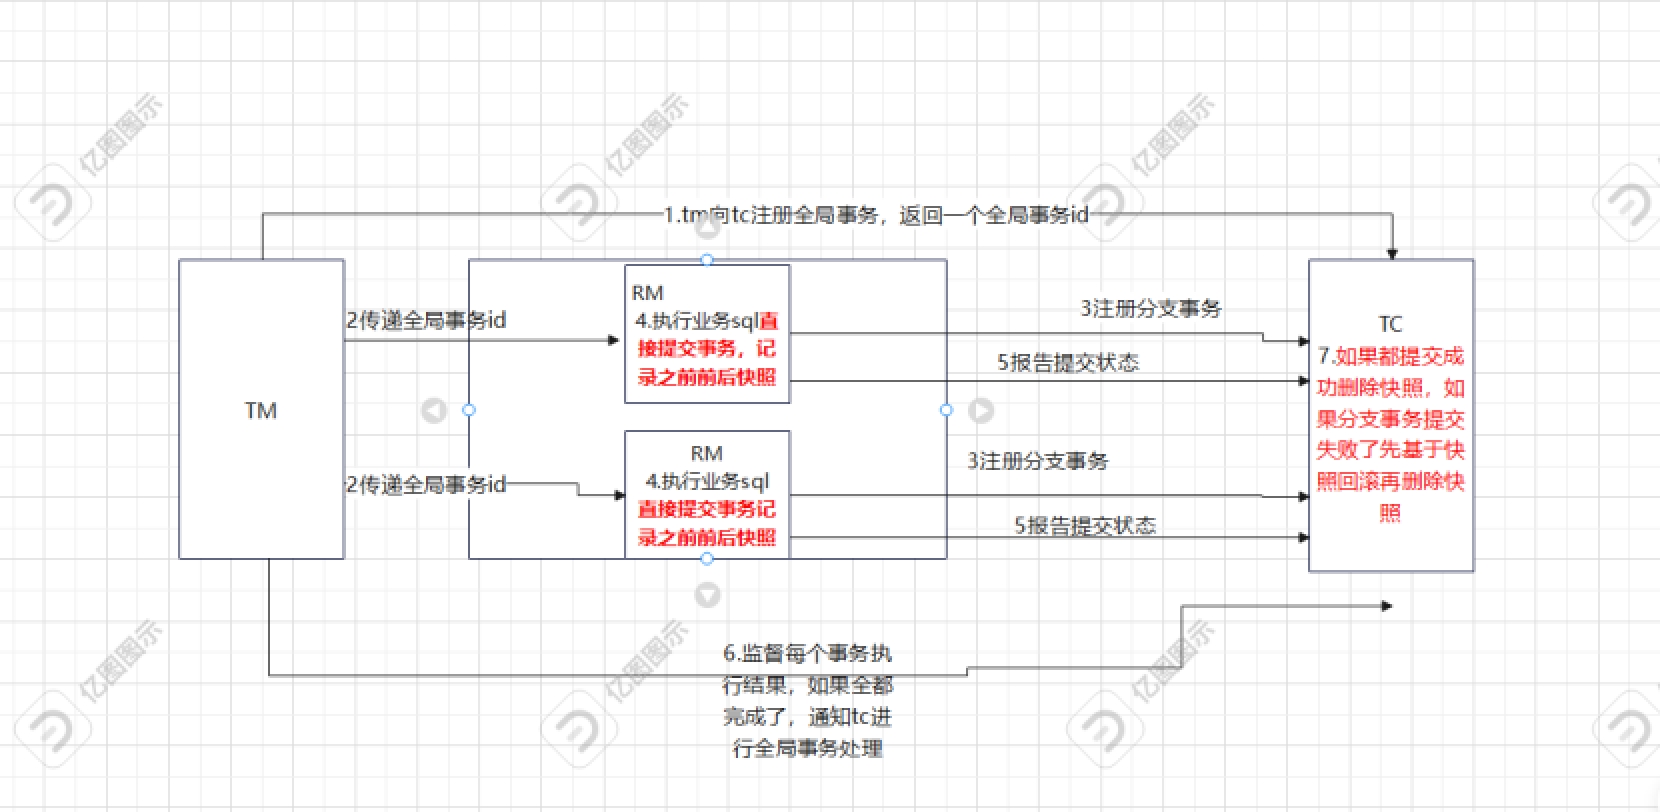 亿图图示
亿图图示
亿图图示
1.tm向tc注册全局事务，返回一个全局事务id
TM
2传递全局事务id
2传递全局事务id
RM
4.执行业务sql直
接提交事务，记
录之前前后快照
RM
4.执行业务sql
直接提交事务记
录之前前后快照
3注册分支事务
5报告提交状态
3注册分支事务
5报告提交状态
TC
7.如果都提交成
功删除快照，如
果分支事务提交
失败了先基于快
照回滚再删除快
照
6.监督每个事务执
行结果，如果全都
完成了，通知tc进
行全局事务处理
亿图图示
亿图图示
亿图图示